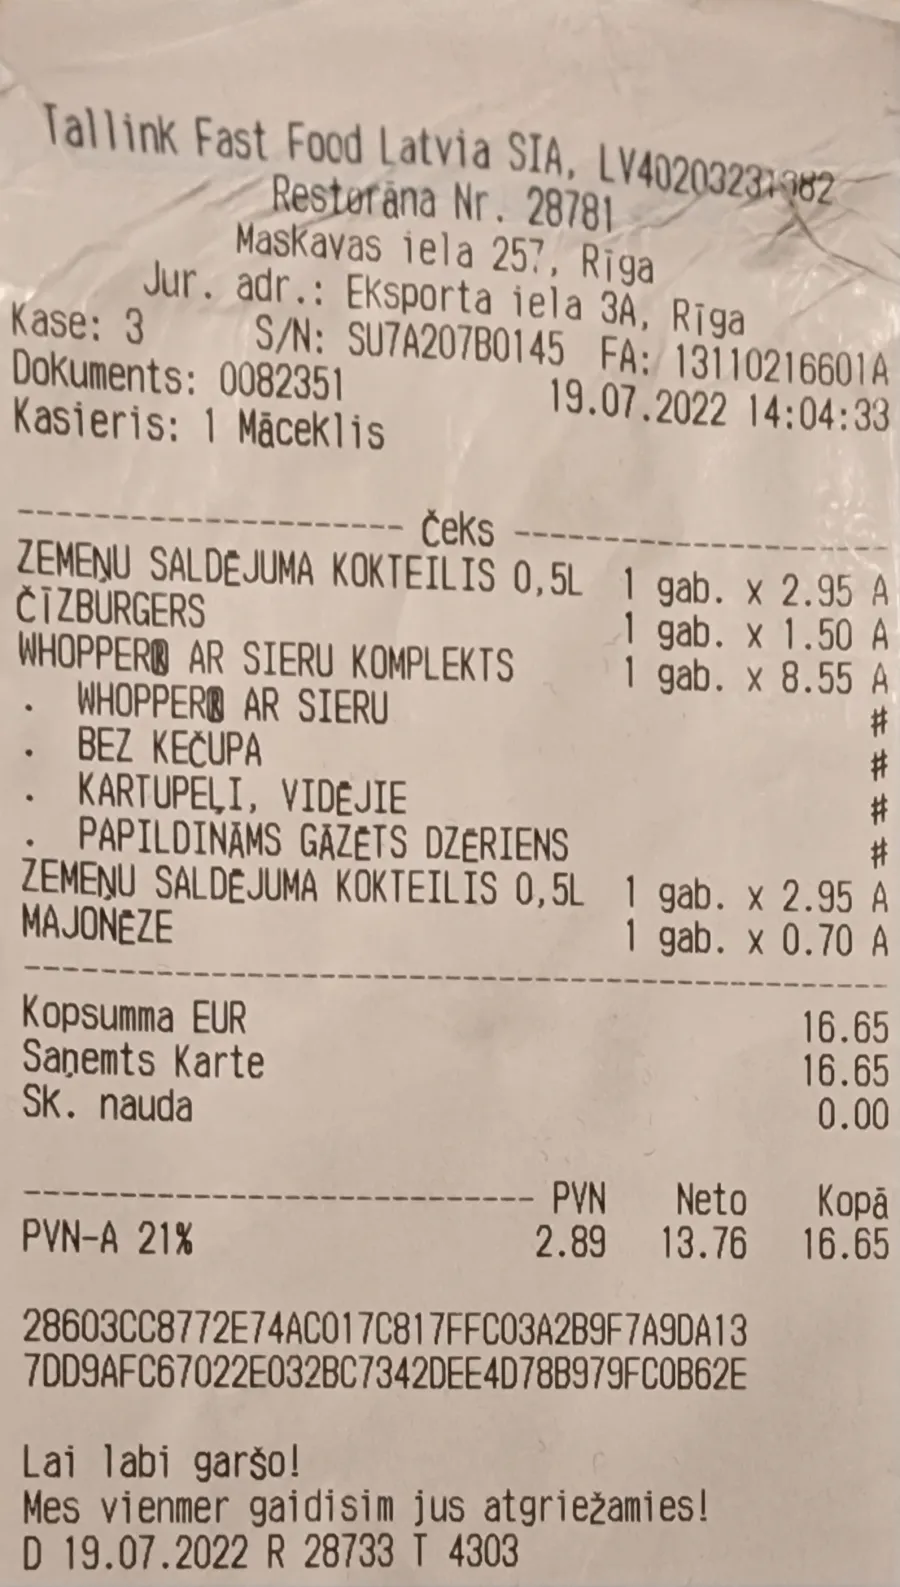 Tallink Fast Food Latvia SIA, LV40203231982
Restorāna Nr. 28781
Maskavas iela 257, Rīga
Jur. adr.: Eksporta iela 3A, Rīga
Kase: 3 S/N: SU7A207B0145 FA: 13110216601A
Dokuments: 0082351 19.07.2022 14:04:33
Kasieris: 1 Māceklis
-------------------- Čeks --------------------
ZEMEŅU SALDĒJUMA KOKTEILIS 0,5L 1 gab. x 2.95 A
ČĪZBURGERS 1 gab. x 1.50 A
WHOPPER® AR SIERU KOMPLEKTS 1 gab. x 8.55 A
. WHOPPER® AR SIERU #
. BEZ KEČUPA #
. KARTUPEĻI, VIDĒJIE #
. PAPILDINĀMS GĀZĒTS DZĒRIENS #
ZEMEŅU SALDĒJUMA KOKTEILIS 0,5L 1 gab. x 2.95 A
MAJONĒZE 1 gab. x 0.70 A
Kopsumma EUR 16.65
Saņemts Karte 16.65
Sk. nauda 0.00
--------------------------- PVN Neto Kopā
PVN-A 21% 2.89 13.76 16.65
28603CC8772E74AC017C817FFC03A2B9F7A9DA13
7DD9AFC67022E032BC7342DEE4D78B979FC0B62E
Lai labi garšo!
Mes vienmer gaidisim jus atgriežamies!
D 19.07.2022 R 28733 T 4303